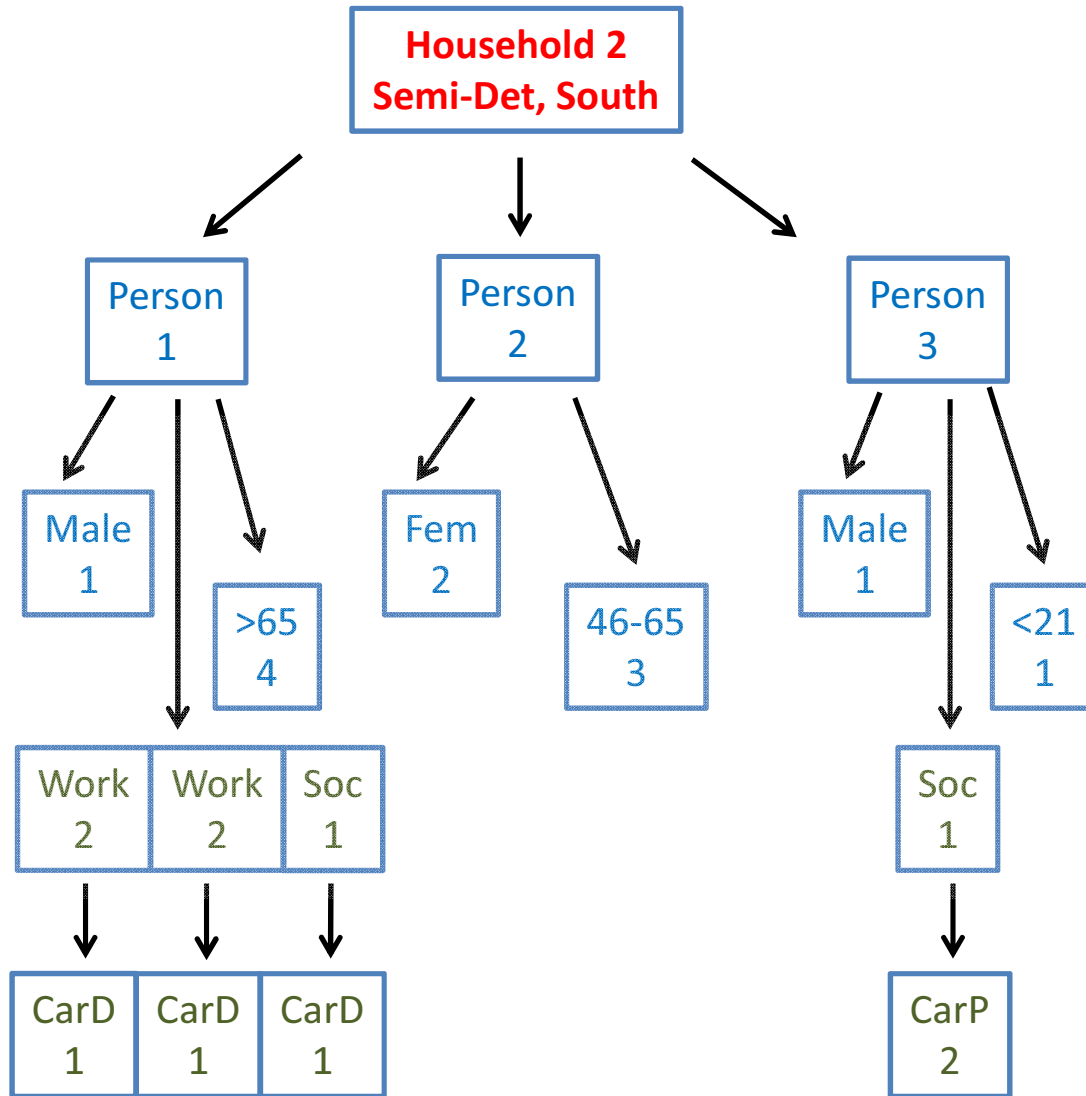 Household 2
Semi-Det, South
Person
1
Person
2
Person
3
Male
1
Fem
2
Male
1
>65
4
46-65
3
<21
1
Work
2
Work
2
Soc
1
Soc
1
CarD
1
CarD
1
CarD
1
CarP
2